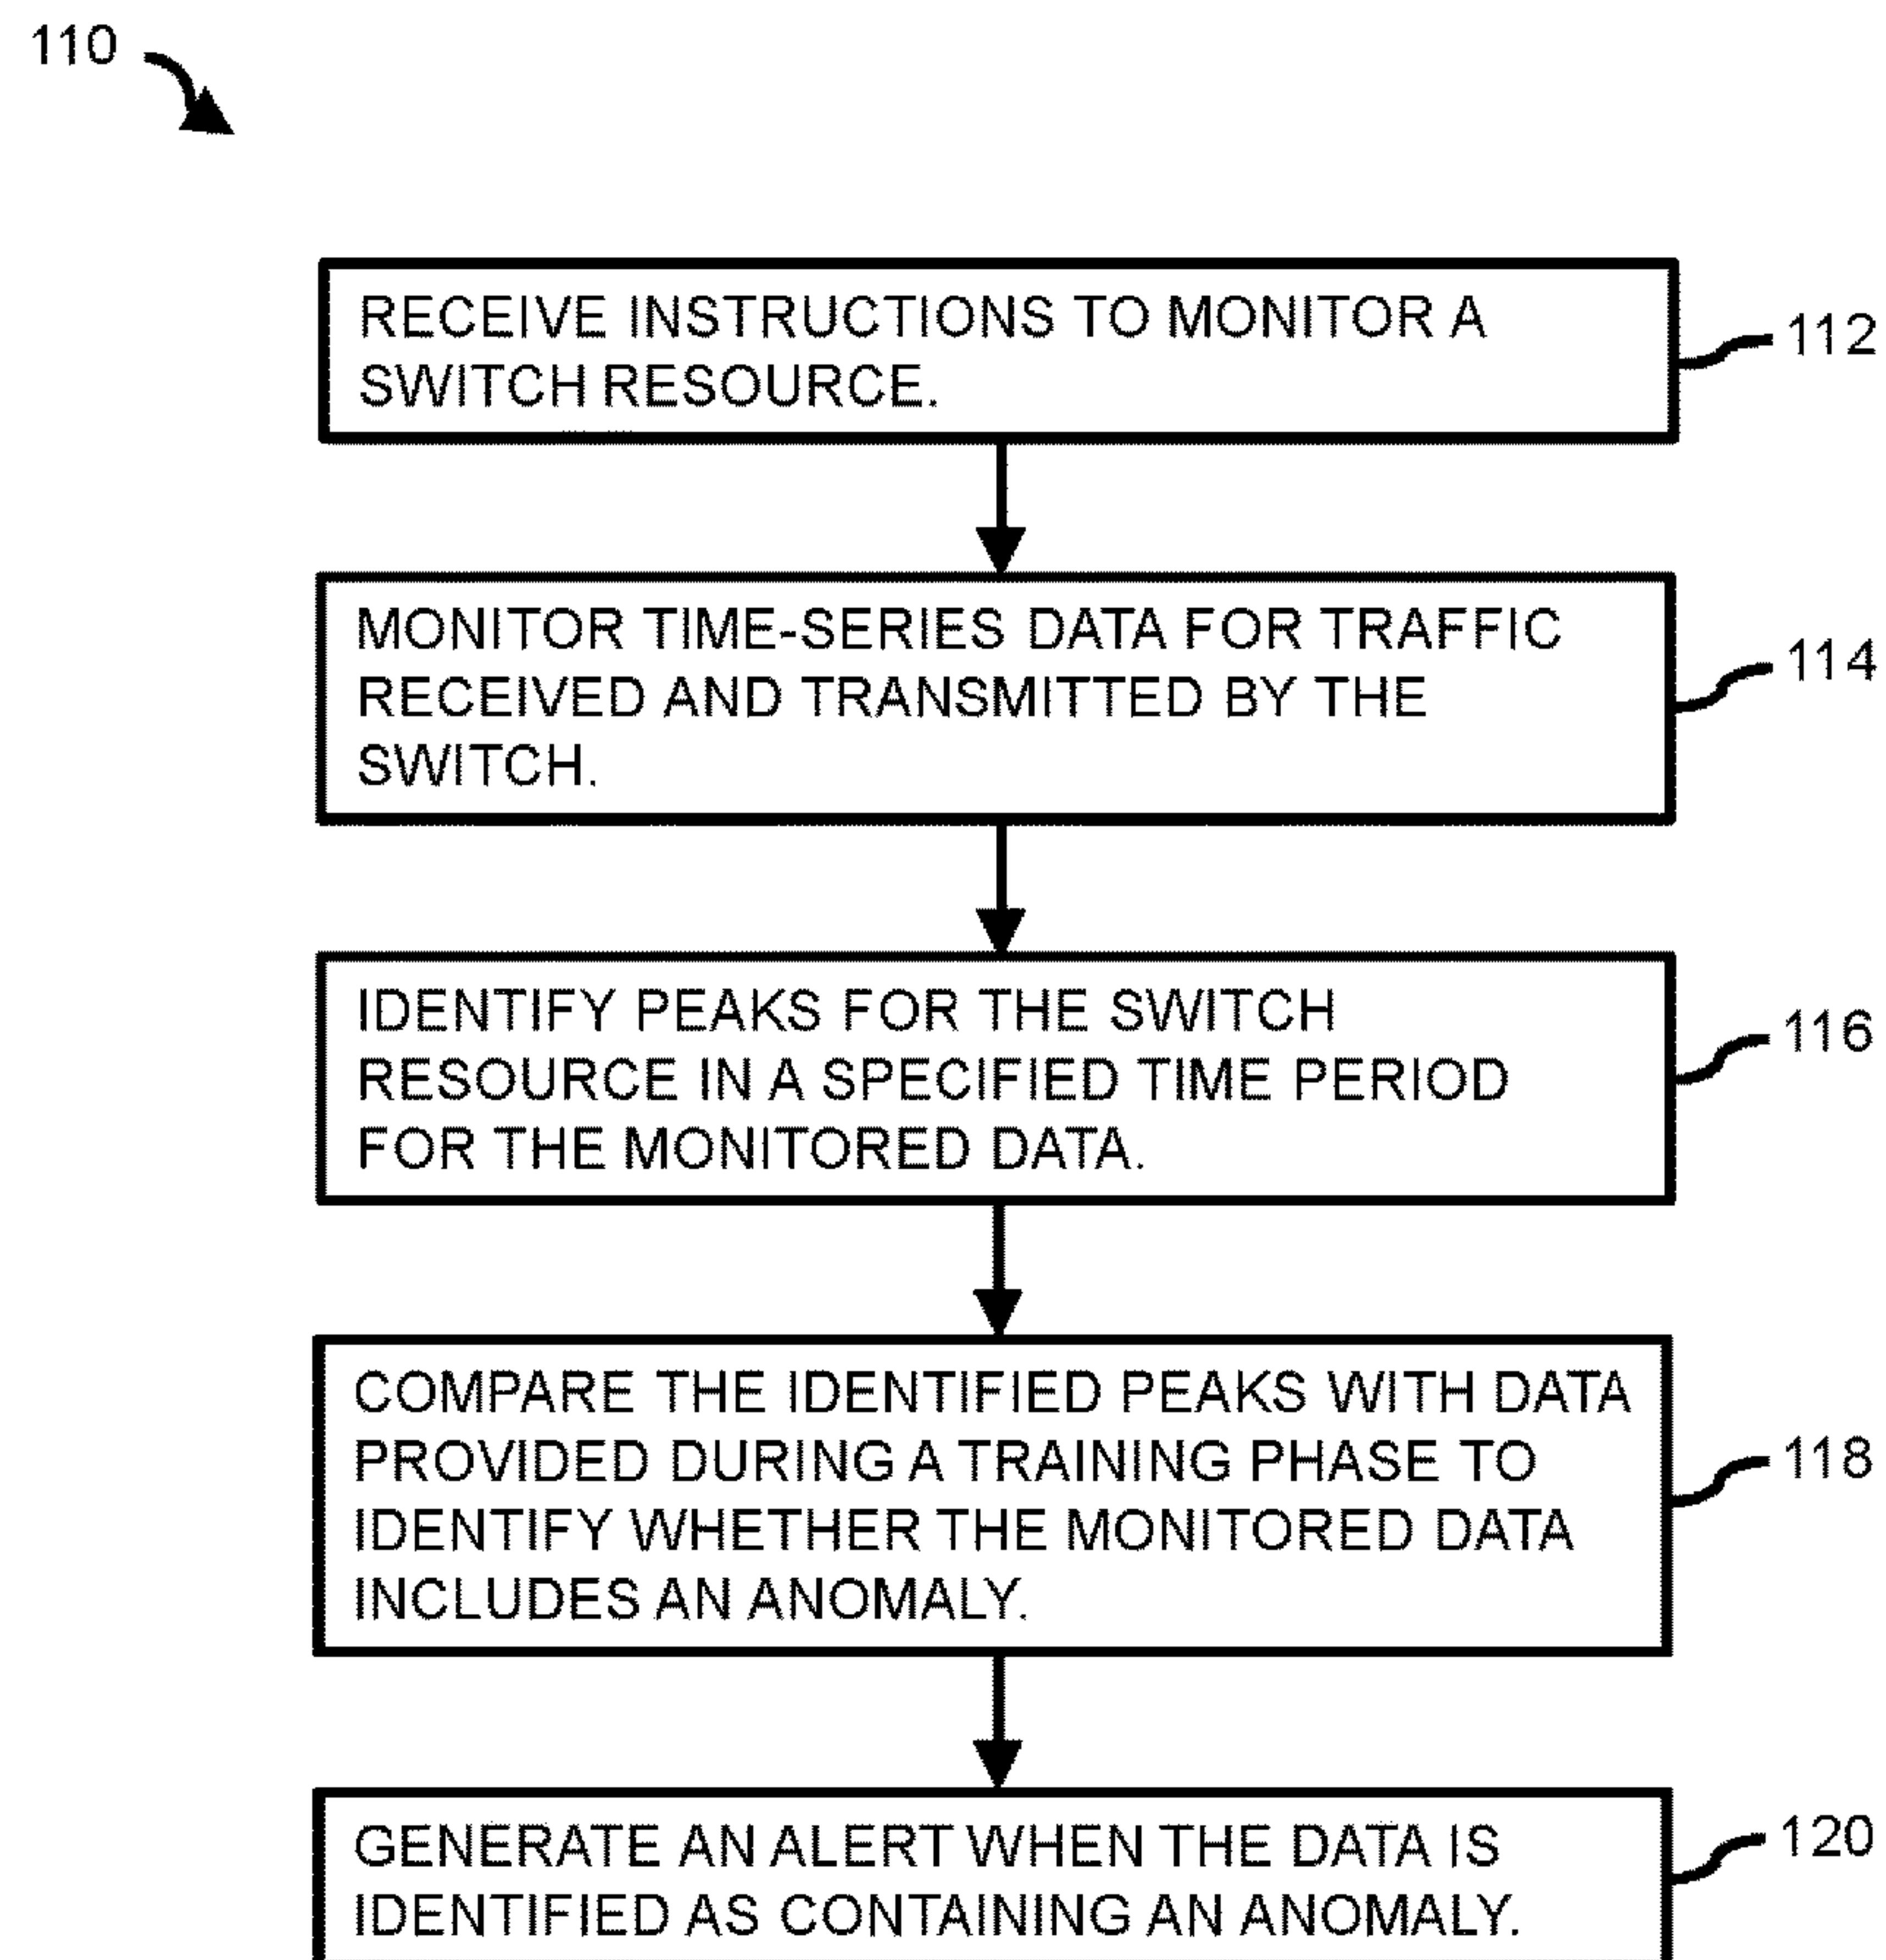 110
RECEIVE INSTRUCTIONS TO MONITOR A
SWITCH RESOURCE.
112
MONITOR TIME-SERIES DATA FOR TRAFFIC
RECEIVED AND TRANSMITTED BY THE
SWITCH.
114
IDENTIFY PEAKS FOR THE SWITCH
RESOURCE IN A SPECIFIED TIME PERIOD
FOR THE MONITORED DATA.
116
COMPARE THE IDENTIFIED PEAKS WITH DATA
PROVIDED DURING A TRAINING PHASE TO
IDENTIFY WHETHER THE MONITORED DATA
INCLUDES AN ANOMALY.
118
GENERATE AN ALERT WHEN THE DATA IS
IDENTIFIED AS CONTAINING AN ANOMALY.
120